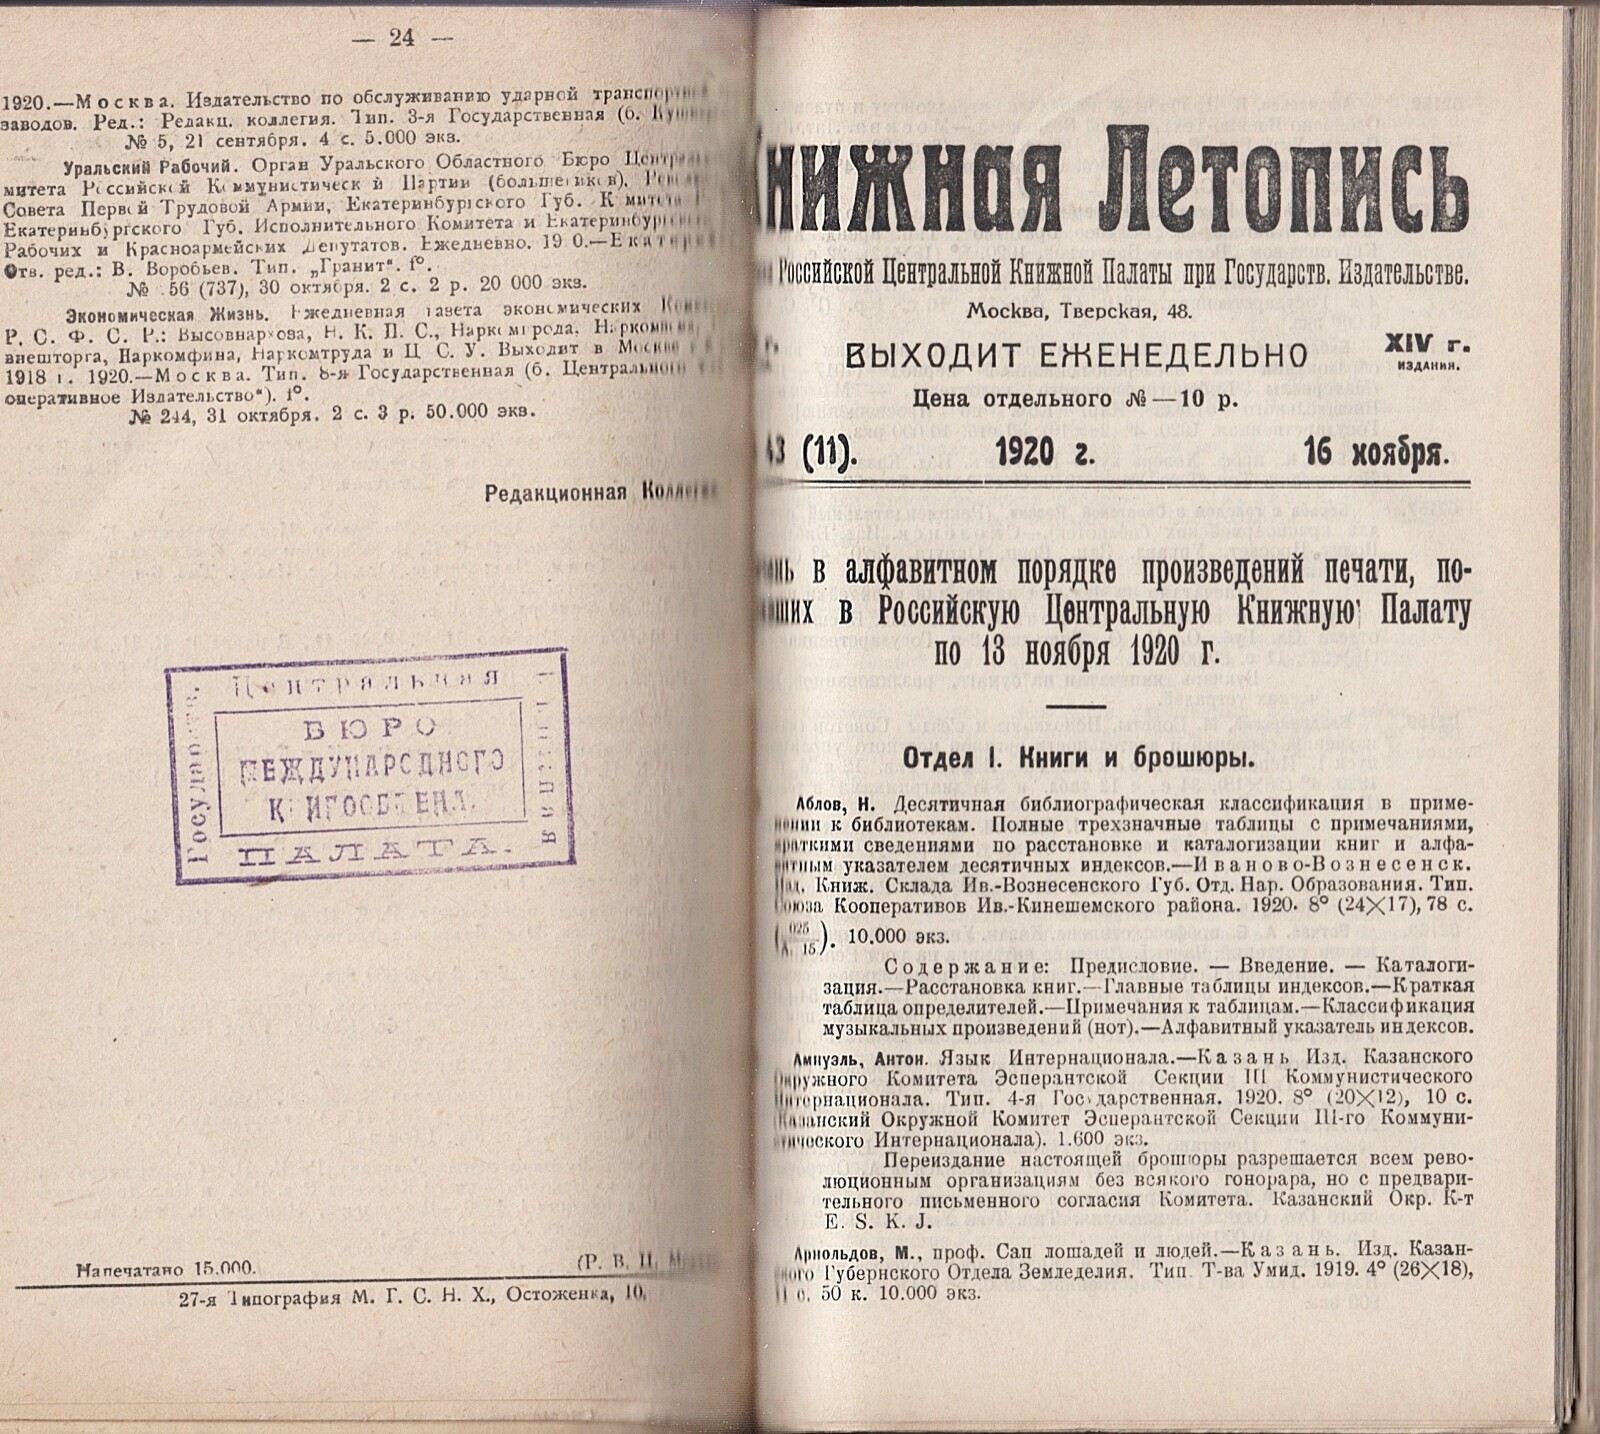 — 24 —
1920.—Москва. Издательство по обслуживанию ударной
заводов. Ред.: Редакц. коллегия. Тип. 3-я Государственная (б.
№ 5, 21 сентября. 4 с. 5.000 экз.
Уральский Рабочий. Орган Уральского Областного Бюро
митета Российской Коммунистической Партии (большевиков),
Совета Первой Трудовой Армии, Екатеринбургского Губ.
Екатеринбургского Губ. Исполнительного Комитета и
Рабочих и Красноармейских Депутатов. Ежедневно.
Отв. ред.: В. Воробьев. Тип. „Гранит“. 1°.
№ 56 (737), 30 октября. 2 с. 2 р. 20 000 экз.
Экономическая Жизнь. Ежедневная газета экономических
Р. С. Ф. С. Р.: Высовнархоза, Н. К. П. С., Наркомпрода,
внешторга, Наркомфина, Наркомтруда и Ц С. У. Выходит в
1918 г. 1920.—Москва. Тип. 8-я Государственная (б.
оперативное Издательство“). 1°.
№ 244, 31 октября. 2 с. 3 р. 50.000 экз.
Редакционная
Государств.
Центральная
БЮРО
МЕЖДУНАРОДНОГО
КНИГООБМЕНА.
ПАЛАТА.
Напечатано 15.000.
(Р. В. Ц.
27-я Типография М. Г. С. Н. Х., Остоженка, 10.
нижная Летопись
Российской Центральной Книжной Палаты при Государств. Издательстве.
Москва, Тверская, 48.
ВЫХОДИТ ЕЖЕНЕДЕЛЬНО
XIV г.
ИЗДАНИЯ.
Цена отдельного №—10 р.
43 (11). 1920 г. 16 ноября.
в алфавитном порядке произведений печати, по-
в Российскую Центральную Книжную Палату
по 13 ноября 1920 г.
Отдел I. Книги и брошюры.
Аблов, Н. Десятичная библиографическая классификация в приме-
нении к библиотекам. Полные трехзначные таблицы с примечаниями,
краткими сведениями по расстановке и каталогизации книг и алфа-
витным указателем десятичных индексов.—Иваново-Вознесенск.
Изд. Книж. Склада Ив.-Вознесенского Губ. Отд. Нар. Образования. Тип.
Союза Кооперативов Ив.-Кинешемского района. 1920. 8° (24×17), 78 с.
(025 / А. 15). 10.000 экз.
Содержание: Предисловие. — Введение. — Каталоги-
зация.—Расстановка книг.—Главные таблицы индексов.—Краткая
таблица определителей.—Примечания к таблицам.—Классификация
музыкальных произведений (нот).—Алфавитный указатель индексов.
Амнуэль, Антон. Язык Интернационала.—Казань Изд. Казанского
Окружного Комитета Эсперантской Секции III Коммунистического
Интернационала. Тип. 4-я Государственная. 1920. 8° (20×12), 10 с.
(Казанский Окружной Комитет Эсперантской Секции III-го Коммуни-
стического Интернационала). 1.600 экз.
Переиздание настоящей брошюры разрешается всем рево-
люционным организациям без всякого гонорара, но с предвари-
тельного письменного согласия Комитета. Казанский Окр. К-т
E. S. K. J.
Арнольдов, М., проф. Сап лошадей и людей.—Казань. Изд. Казан-
ского Губернского Отдела Земледелия. Тип. Т-ва Умид. 1919. 4° (26×18),
с. 50 к. 10.000 экз.